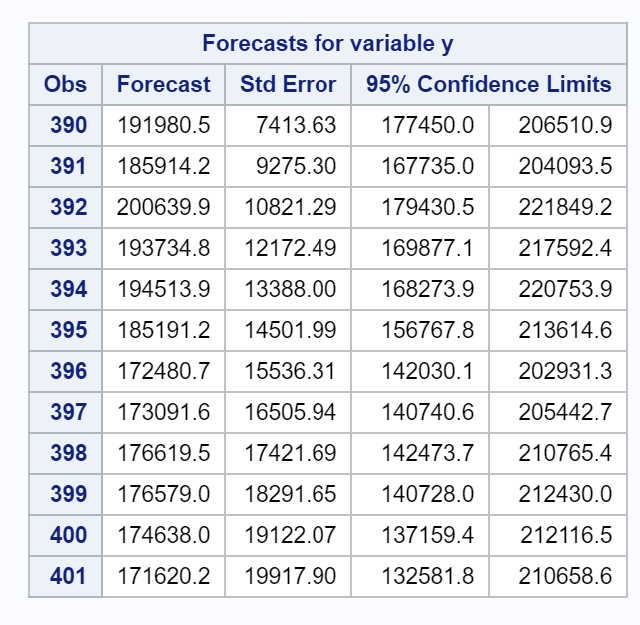 Forecasts for variable y
Obs Forecast Std Error 95% Confidence Limits
390 191980.5 7413.63 177450.0 206510.9
391 185914.2 9275.30 167735.0 204093.5
392 200639.9 10821.29 179430.5 221849.2
393 193734.8 12172.49 169877.1 217592.4
394 194513.9 13388.00 168273.9 220753.9
395 185191.2 14501.99 156767.8 213614.6
396 172480.7 15536.31 142030.1 202931.3
397 173091.6 16505.94 140740.6 205442.7
398 176619.5 17421.69 142473.7 210765.4
399 176579.0 18291.65 140728.0 212430.0
400 174638.0 19122.07 137159.4 212116.5
401 171620.2 19917.90 132581.8 210658.6